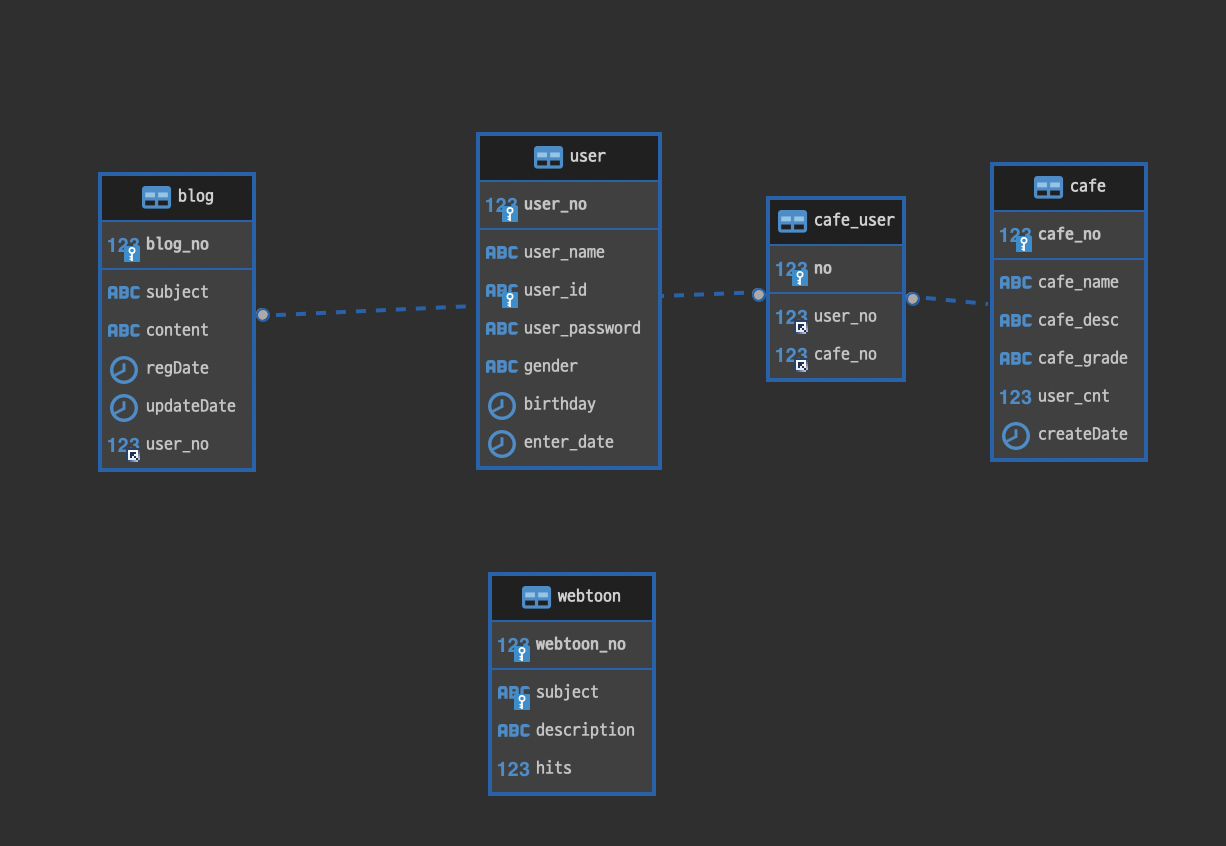 blog
123 blog_no
ABC subject
ABC content
regDate
updateDate
123 user_no
user
123 user_no
ABC user_name
ABC user_id
ABC user_password
ABC gender
birthday
enter_date
cafe_user
123 no
123 user_no
123 cafe_no
cafe
123 cafe_no
ABC cafe_name
ABC cafe_desc
ABC cafe_grade
123 user_cnt
createDate
webtoon
123 webtoon_no
ABC subject
ABC description
123 hits